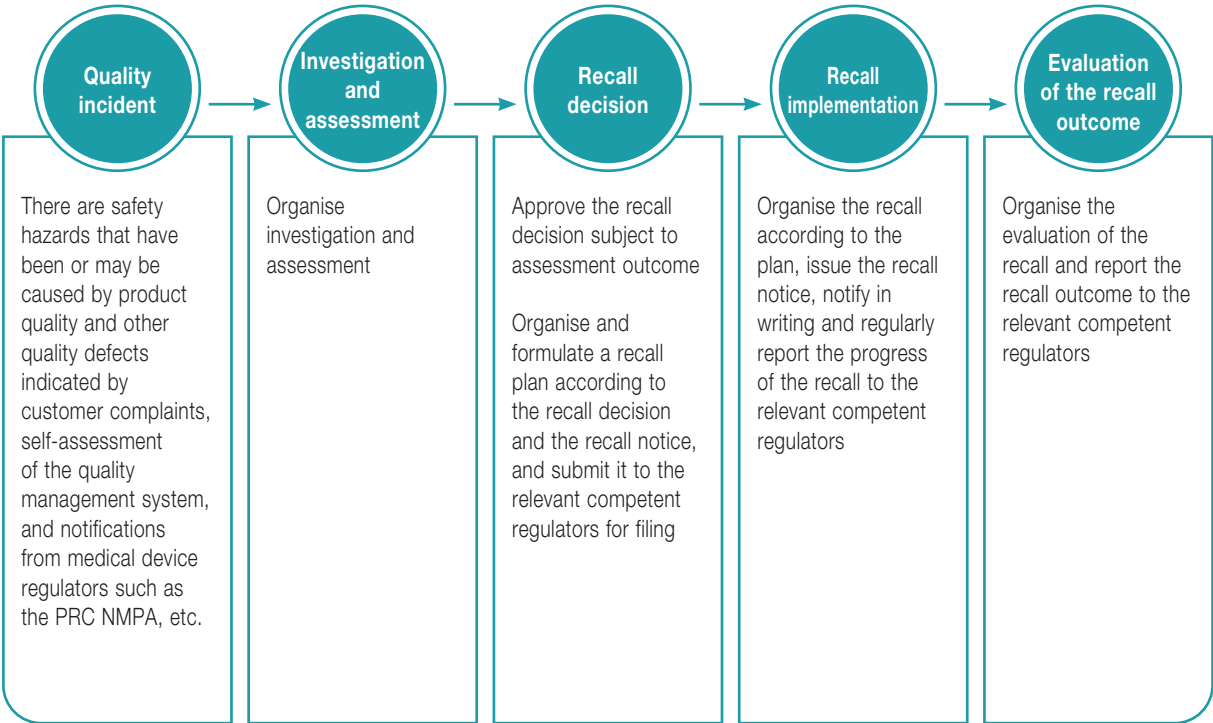 Quality
incident
Investigation
and
assessment
Recall
decision
Recall
implementation
Evaluation
of the recall
outcome
There are safety
hazards that have
been or may be
caused by product
quality and other
quality defects
indicated by
customer complaints,
self-assessment
of the quality
management system,
and notifications
from medical device
regulators such as
the PRC NMPA, etc.
Organise
investigation and
assessment
Approve the recall
decision subject to
assessment outcome
Organise and
formulate a recall
plan according to
the recall decision
and the recall notice,
and submit it to the
relevant competent
regulators for filing
Organise the recall
according to the
plan, issue the recall
notice, notify in
writing and regularly
report the progress
of the recall to the
relevant competent
regulators
Organise the
evaluation of the
recall and report the
recall outcome to the
relevant competent
regulators